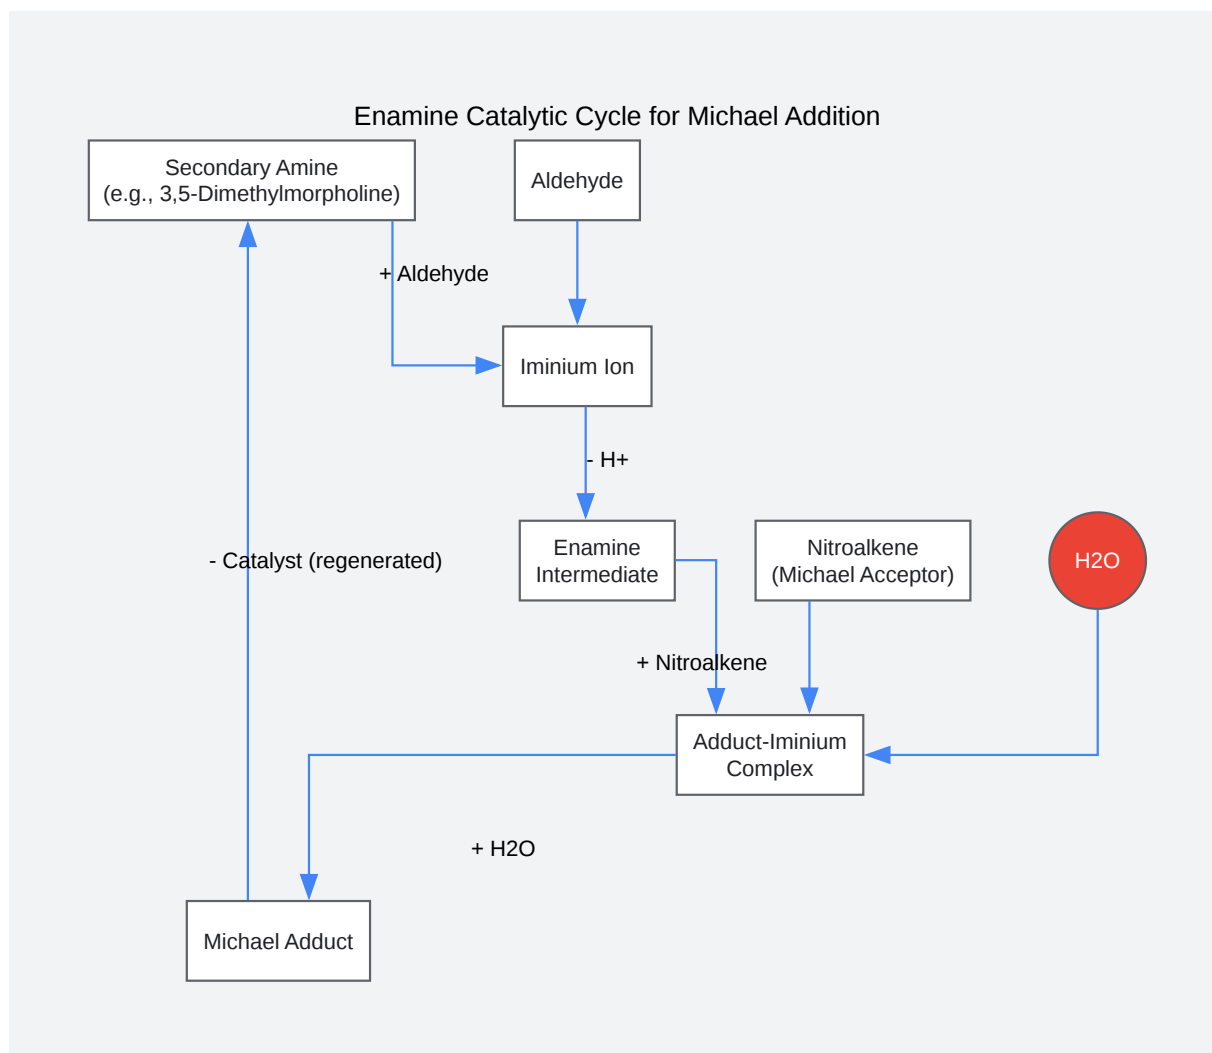 Enamine Catalytic Cycle for Michael Addition
Secondary Amine
(e.g., 3,5-Dimethylmorpholine)
Aldehyde
+ Aldehyde
Iminium Ion
- H+
- Catalyst (regenerated)
Enamine
Intermediate
Nitroalkene
(Michael Acceptor)
H2O
+ Nitroalkene
Adduct-Iminium
Complex
+ H2O
Michael Adduct